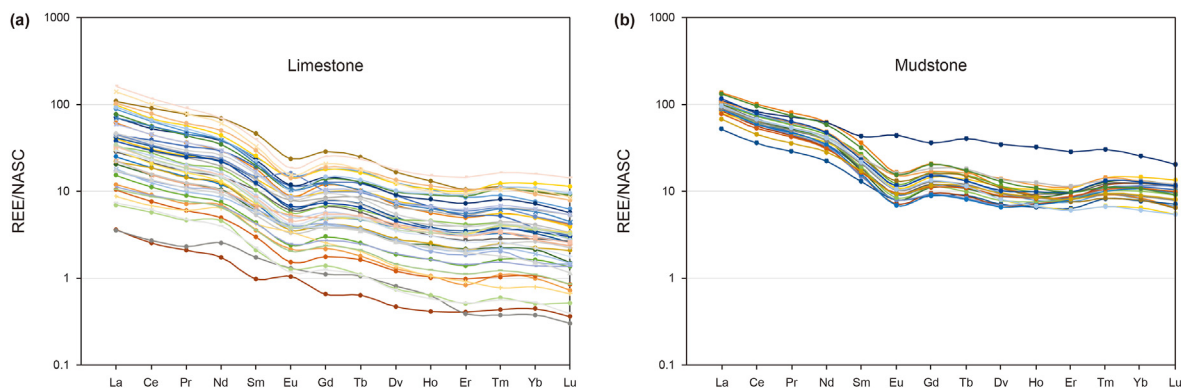 (a)
Limestone
REE/NASC
1000
100
10
1
0.1
La Ce Pr Nd Sm Eu Gd Tb Dv Ho Er Tm Yb Lu
(b)
Mudstone
REE/NASC
1000
100
10
1
0.1
La Ce Pr Nd Sm Eu Gd Tb Dv Ho Er Tm Yb Lu